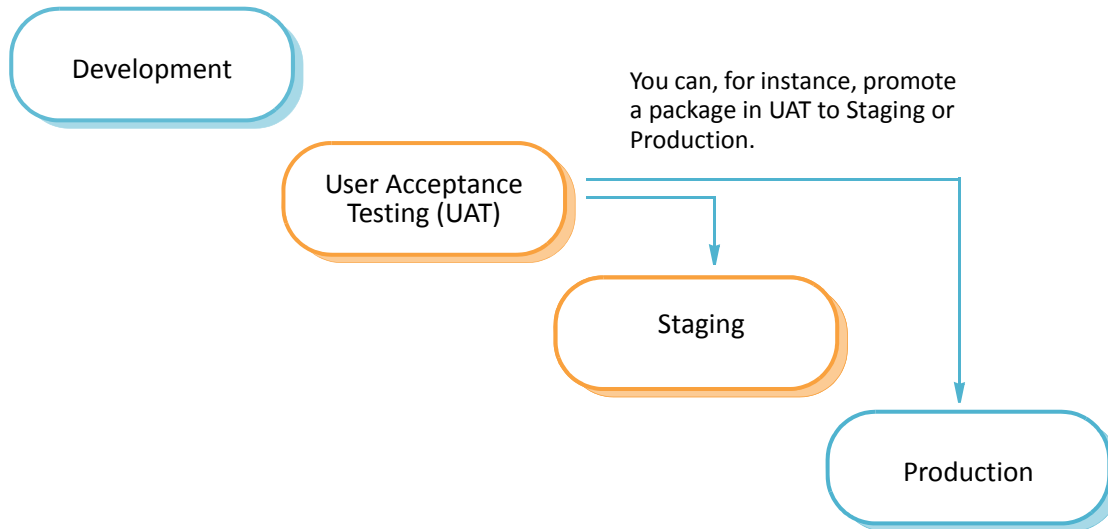 Development
You can, for instance, promote
a package in UAT to Staging or
Production.
User Acceptance
Testing (UAT)
Staging
Production